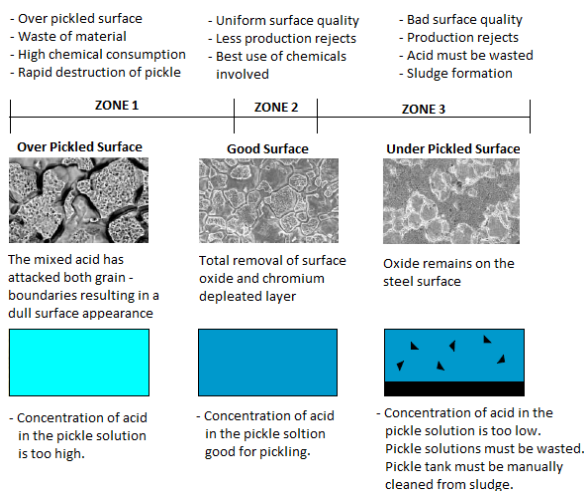 - Over pickled surface
- Waste of material
- High chemical consumption
- Rapid destruction of pickle
- Uniform surface quality
- Less production rejects
- Best use of chemicals
involved
- Bad surface quality
- Production rejects
- Acid must be wasted
- Sludge formation
ZONE 1
ZONE 2
ZONE 3
Over Pickled Surface
Good Surface
Under Pickled Surface
The mixed acid has
attacked both grain -
boundaries resulting in a
dull surface appearance
Total removal of surface
oxide and chromium
depleated layer
Oxide remains on the
steel surface
- Concentration of acid
in the pickle solution
is too high.
- Concentration of acid
in the pickle soltion
good for pickling.
- Concentration of acid in the
pickle solution is too low.
Pickle solutions must be wasted.
Pickle tank must be manually
cleaned from sludge.